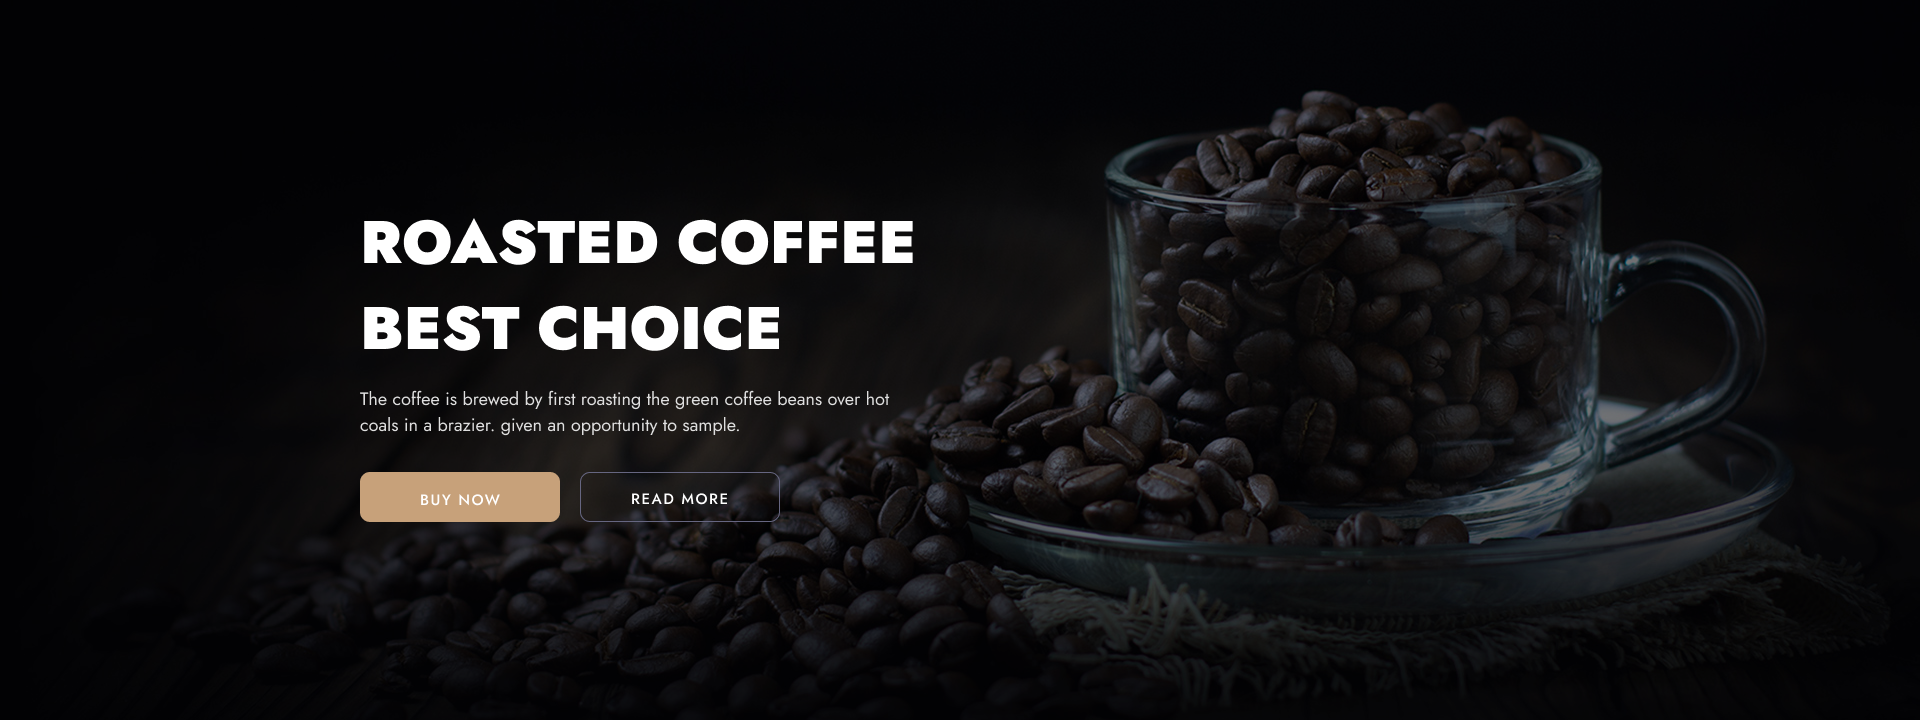 ROASTED COFFEE
BEST CHOICE
The coffee is brewed by first roasting the green coffee beans over hot
coals in a brazier. given an opportunity to sample.
BUY NOW
READ MORE